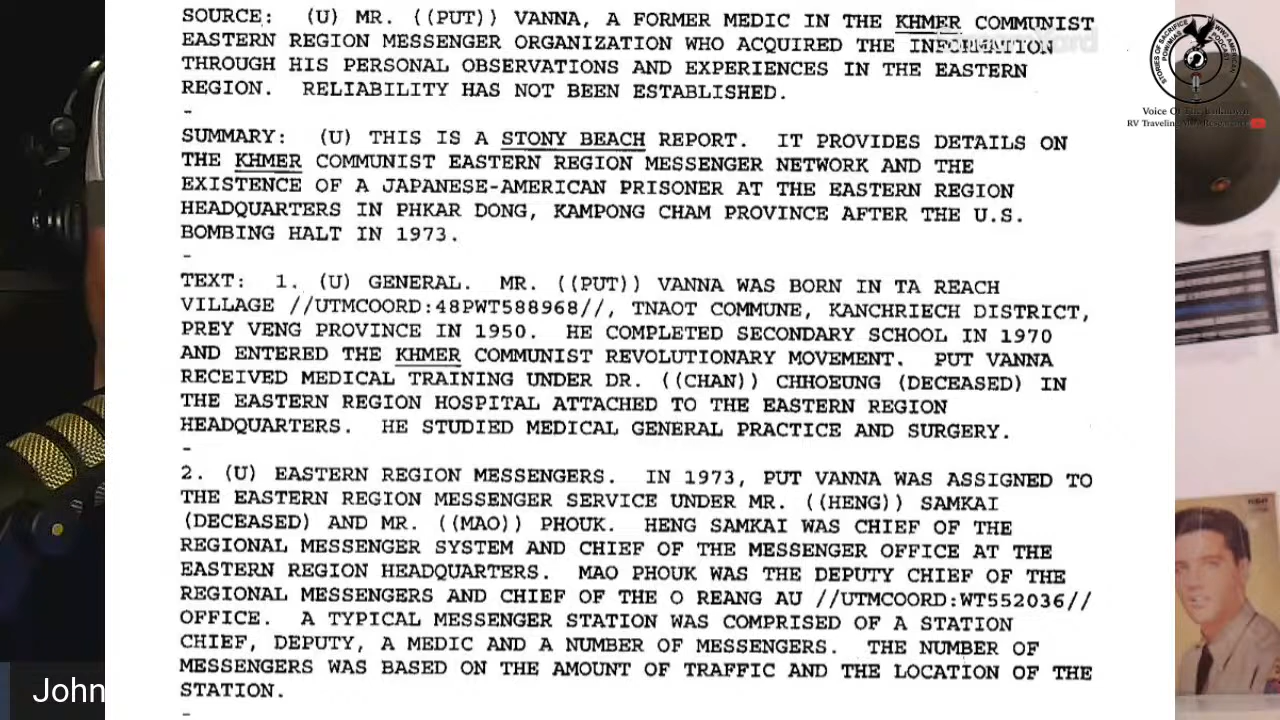 SOURCE: (U) MR. ((PUT)) VANNA, A FORMER MEDIC IN THE KHMER COMMUNIST
EASTERN REGION MESSENGER ORGANIZATION WHO ACQUIRED THE INFORMATION
THROUGH HIS PERSONAL OBSERVATIONS AND EXPERIENCES IN THE EASTERN
REGION. RELIABILITY HAS NOT BEEN ESTABLISHED.
-
SUMMARY: (U) THIS IS A STONY BEACH REPORT. IT PROVIDES DETAILS ON
THE KHMER COMMUNIST EASTERN REGION MESSENGER NETWORK AND THE
EXISTENCE OF A JAPANESE-AMERICAN PRISONER AT THE EASTERN REGION
HEADQUARTERS IN PHKAR DONG, KAMPONG CHAM PROVINCE AFTER THE U.S.
BOMBING HALT IN 1973.
-
TEXT: 1. (U) GENERAL. MR. ((PUT)) VANNA WAS BORN IN TA REACH
VILLAGE //UTMCOORD:48PWT588968//, TNAOT COMMUNE, KANCHRIECH DISTRICT,
PREY VENG PROVINCE IN 1950. HE COMPLETED SECONDARY SCHOOL IN 1970
AND ENTERED THE KHMER COMMUNIST REVOLUTIONARY MOVEMENT. PUT VANNA
RECEIVED MEDICAL TRAINING UNDER DR. ((CHAN)) CHHOEUNG (DECEASED) IN
THE EASTERN REGION HOSPITAL ATTACHED TO THE EASTERN REGION
HEADQUARTERS. HE STUDIED MEDICAL GENERAL PRACTICE AND SURGERY.
-
2. (U) EASTERN REGION MESSENGERS. IN 1973, PUT VANNA WAS ASSIGNED TO
THE EASTERN REGION MESSENGER SERVICE UNDER MR. ((HENG)) SAMKAI
(DECEASED) AND MR. ((MAO)) PHOUK. HENG SAMKAI WAS CHIEF OF THE
REGIONAL MESSENGER SYSTEM AND CHIEF OF THE MESSENGER OFFICE AT THE
EASTERN REGION HEADQUARTERS. MAO PHOUK WAS THE DEPUTY CHIEF OF THE
REGIONAL MESSENGERS AND CHIEF OF THE O REANG AU //UTMCOORD:WT552036//
OFFICE. A TYPICAL MESSENGER STATION WAS COMPRISED OF A STATION
CHIEF, DEPUTY, A MEDIC AND A NUMBER OF MESSENGERS. THE NUMBER OF
MESSENGERS WAS BASED ON THE AMOUNT OF TRAFFIC AND THE LOCATION OF THE
STATION.
-
STORIES OF SACRIFICE
POW/MIAS
Voice Of The Unknown
RV Traveling
John